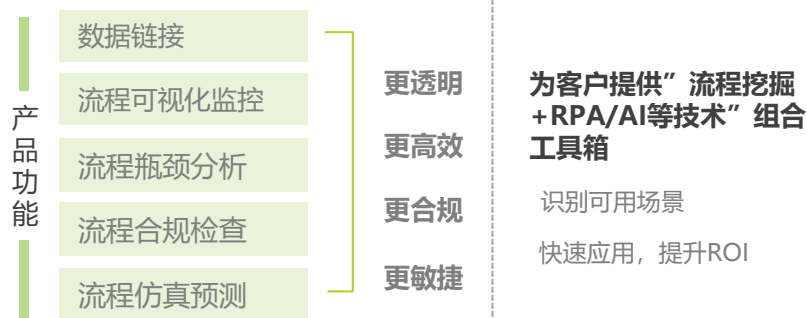 产品功能
数据链接
流程可视化监控
流程瓶颈分析
流程合规检查
流程仿真预测
更透明
更高效
更合规
更敏捷
为客户提供”流程挖掘
+RPA/AI等技术”组合
工具箱
识别可用场景
快速应用，提升ROI